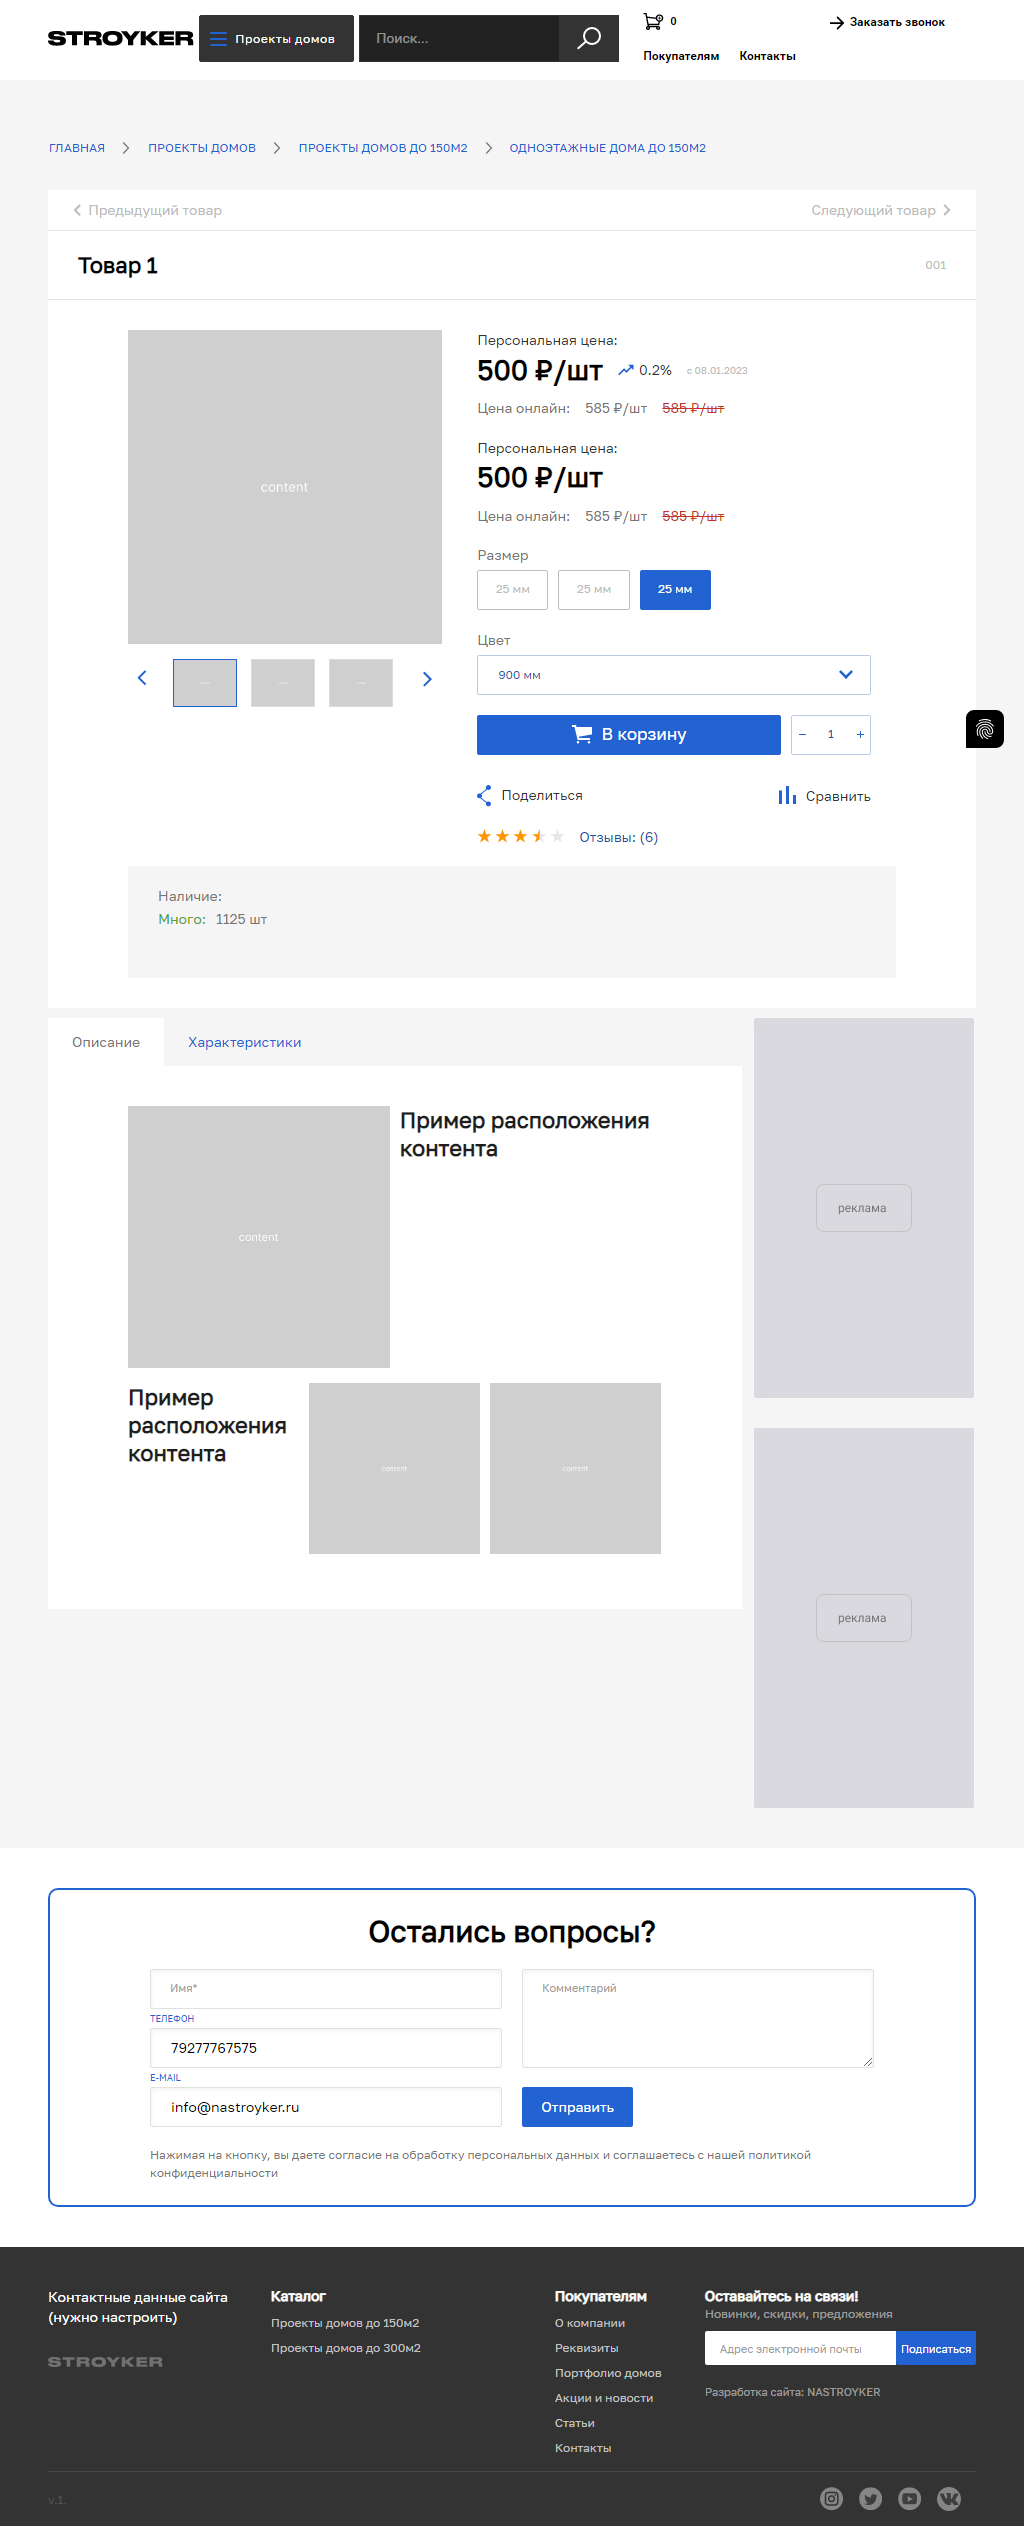 STROYKER
Проекты домов
Поиск...
0
Заказать звонок
Покупателям
Контакты
ГЛАВНАЯ
ПРОЕКТЫ ДОМОВ
ПРОЕКТЫ ДОМОВ ДО 150М2
ОДНОЭТАЖНЫЕ ДОМА ДО 150М2
Предыдущий товар
Следующий товар
Товар 1
001
content
Персональная цена:
500 ₽/шт
0.2%
с 08.01.2023
Цена онлайн: 585 ₽/шт 585 ₽/шт
Персональная цена:
500 ₽/шт
Цена онлайн: 585 ₽/шт 585 ₽/шт
Размер
25 мм
25 мм
25 мм
Цвет
900 мм
В корзину
− 1 +
Поделиться
Сравнить
Отзывы: (6)
Наличие:
Много: 1125 шт
Описание
Характеристики
content
Пример расположения
контента
Пример
расположения
контента
content
content
реклама
реклама
Остались вопросы?
Имя*
Комментарий
ТЕЛЕФОН
79277767575
E-MAIL
info@nastroyker.ru
Отправить
Нажимая на кнопку, вы даете согласие на обработку персональных данных и соглашаетесь с нашей политикой
конфиденциальности
Контактные данные сайта
(нужно настроить)
STROYKER
Каталог
Проекты домов до 150м2
Проекты домов до 300м2
Покупателям
О компании
Реквизиты
Портфолио домов
Акции и новости
Статьи
Контакты
Оставайтесь на связи!
Новинки, скидки, предложения
Адрес электронной почты
Подписаться
Разработка сайта: NASTROYKER
v.1.